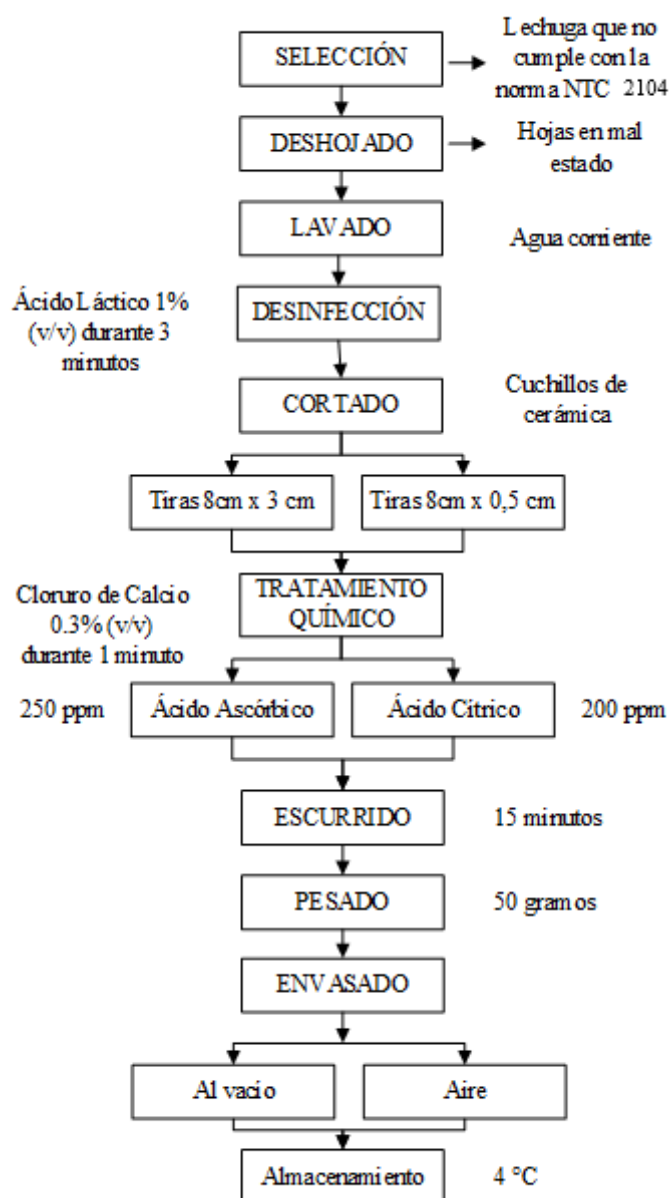 SELECCIÓN
Lechuga que no
cumple con la
norma NTC 2104
DESHOJADO
Hojas en mal
estado
LAVADO
Agua corriente
Ácido Láctico 1%
(v/v) durante 3
minutos
DESINFECCIÓN
CORTADO
Cuchillos de
cerámica
Tiras 8cm x 3 cm
Tiras 8cm x 0,5 cm
Cloruro de Calcio
0.3% (v/v)
durante 1 minuto
TRATAMIENTO
QUÍMICO
250 ppm
Ácido Ascórbico
Ácido Cítrico
200 ppm
ESCURRIDO
15 minutos
PESADO
50 gramos
ENVASADO
Al vacío
Aire
Almacenamiento
4 °C